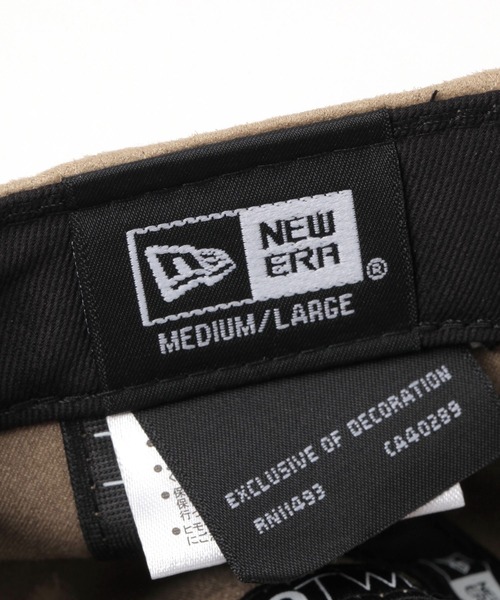 NEW
ERA
®
MEDIUM/LARGE
EXCLUSIVE OF DECORATION
RN11493 CA40289